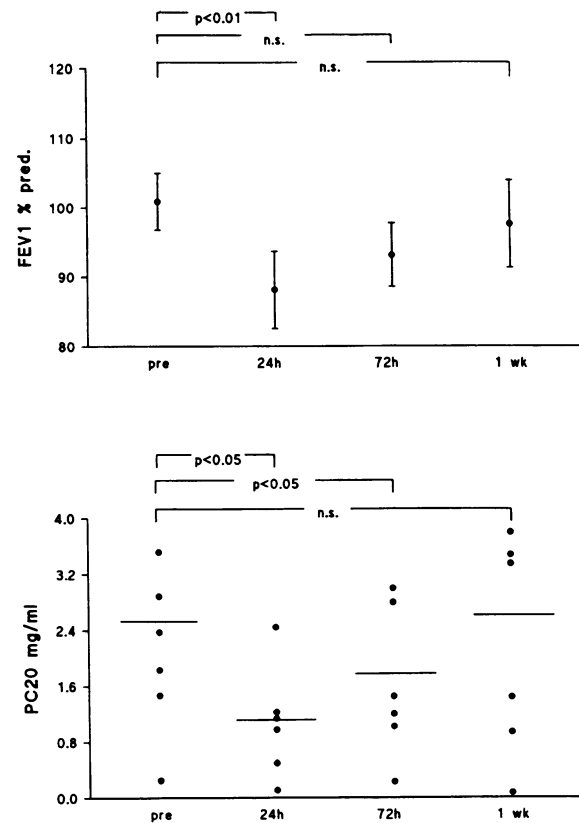 p<0.01
n.s.
n.s.
120
110
100
90
80
FEV1 % pred.
pre 24h 72h 1 wk
p<0.05
p<0.05
n.s.
4.0
3.2
2.4
1.6
0.8
0.0
PC20 mg/ml
pre 24h 72h 1 wk